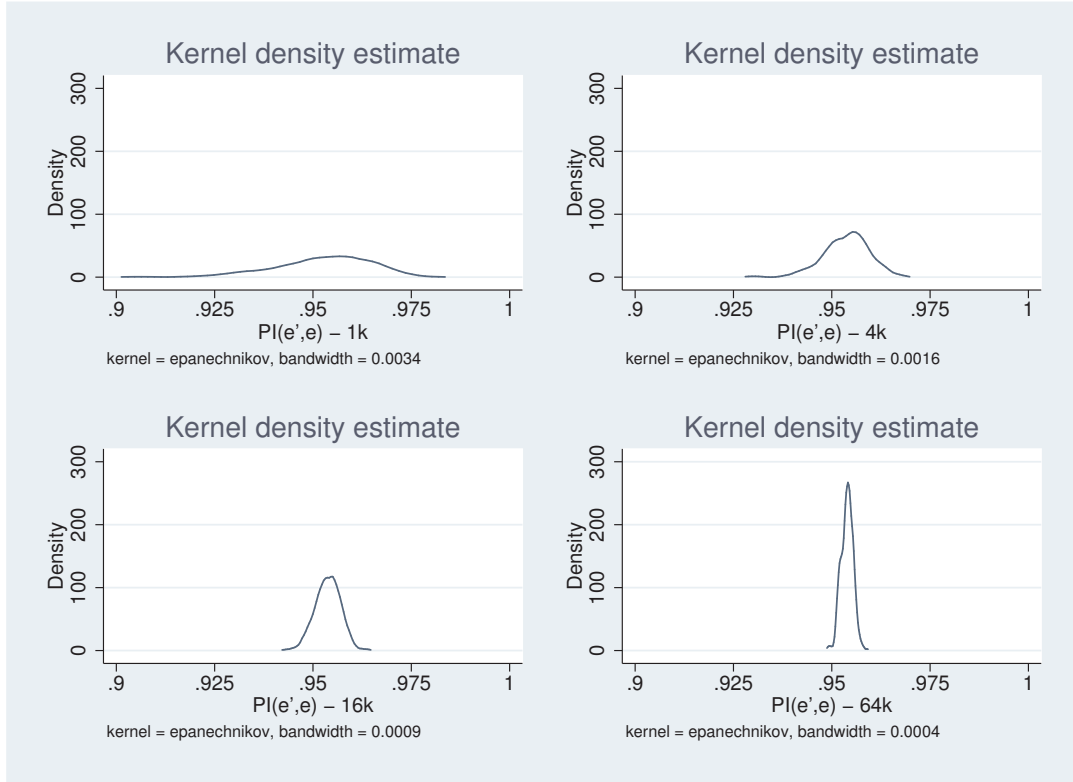 Kernel density estimate
300
200
100
0
Density
.9 .925 .95 .975 1
PI(e’,e) − 1k
kernel = epanechnikov, bandwidth = 0.0034
Kernel density estimate
300
200
100
0
Density
.9 .925 .95 .975 1
PI(e’,e) − 4k
kernel = epanechnikov, bandwidth = 0.0016
Kernel density estimate
300
200
100
0
Density
.9 .925 .95 .975 1
PI(e’,e) − 16k
kernel = epanechnikov, bandwidth = 0.0009
Kernel density estimate
300
200
100
0
Density
.9 .925 .95 .975 1
PI(e’,e) − 64k
kernel = epanechnikov, bandwidth = 0.0004